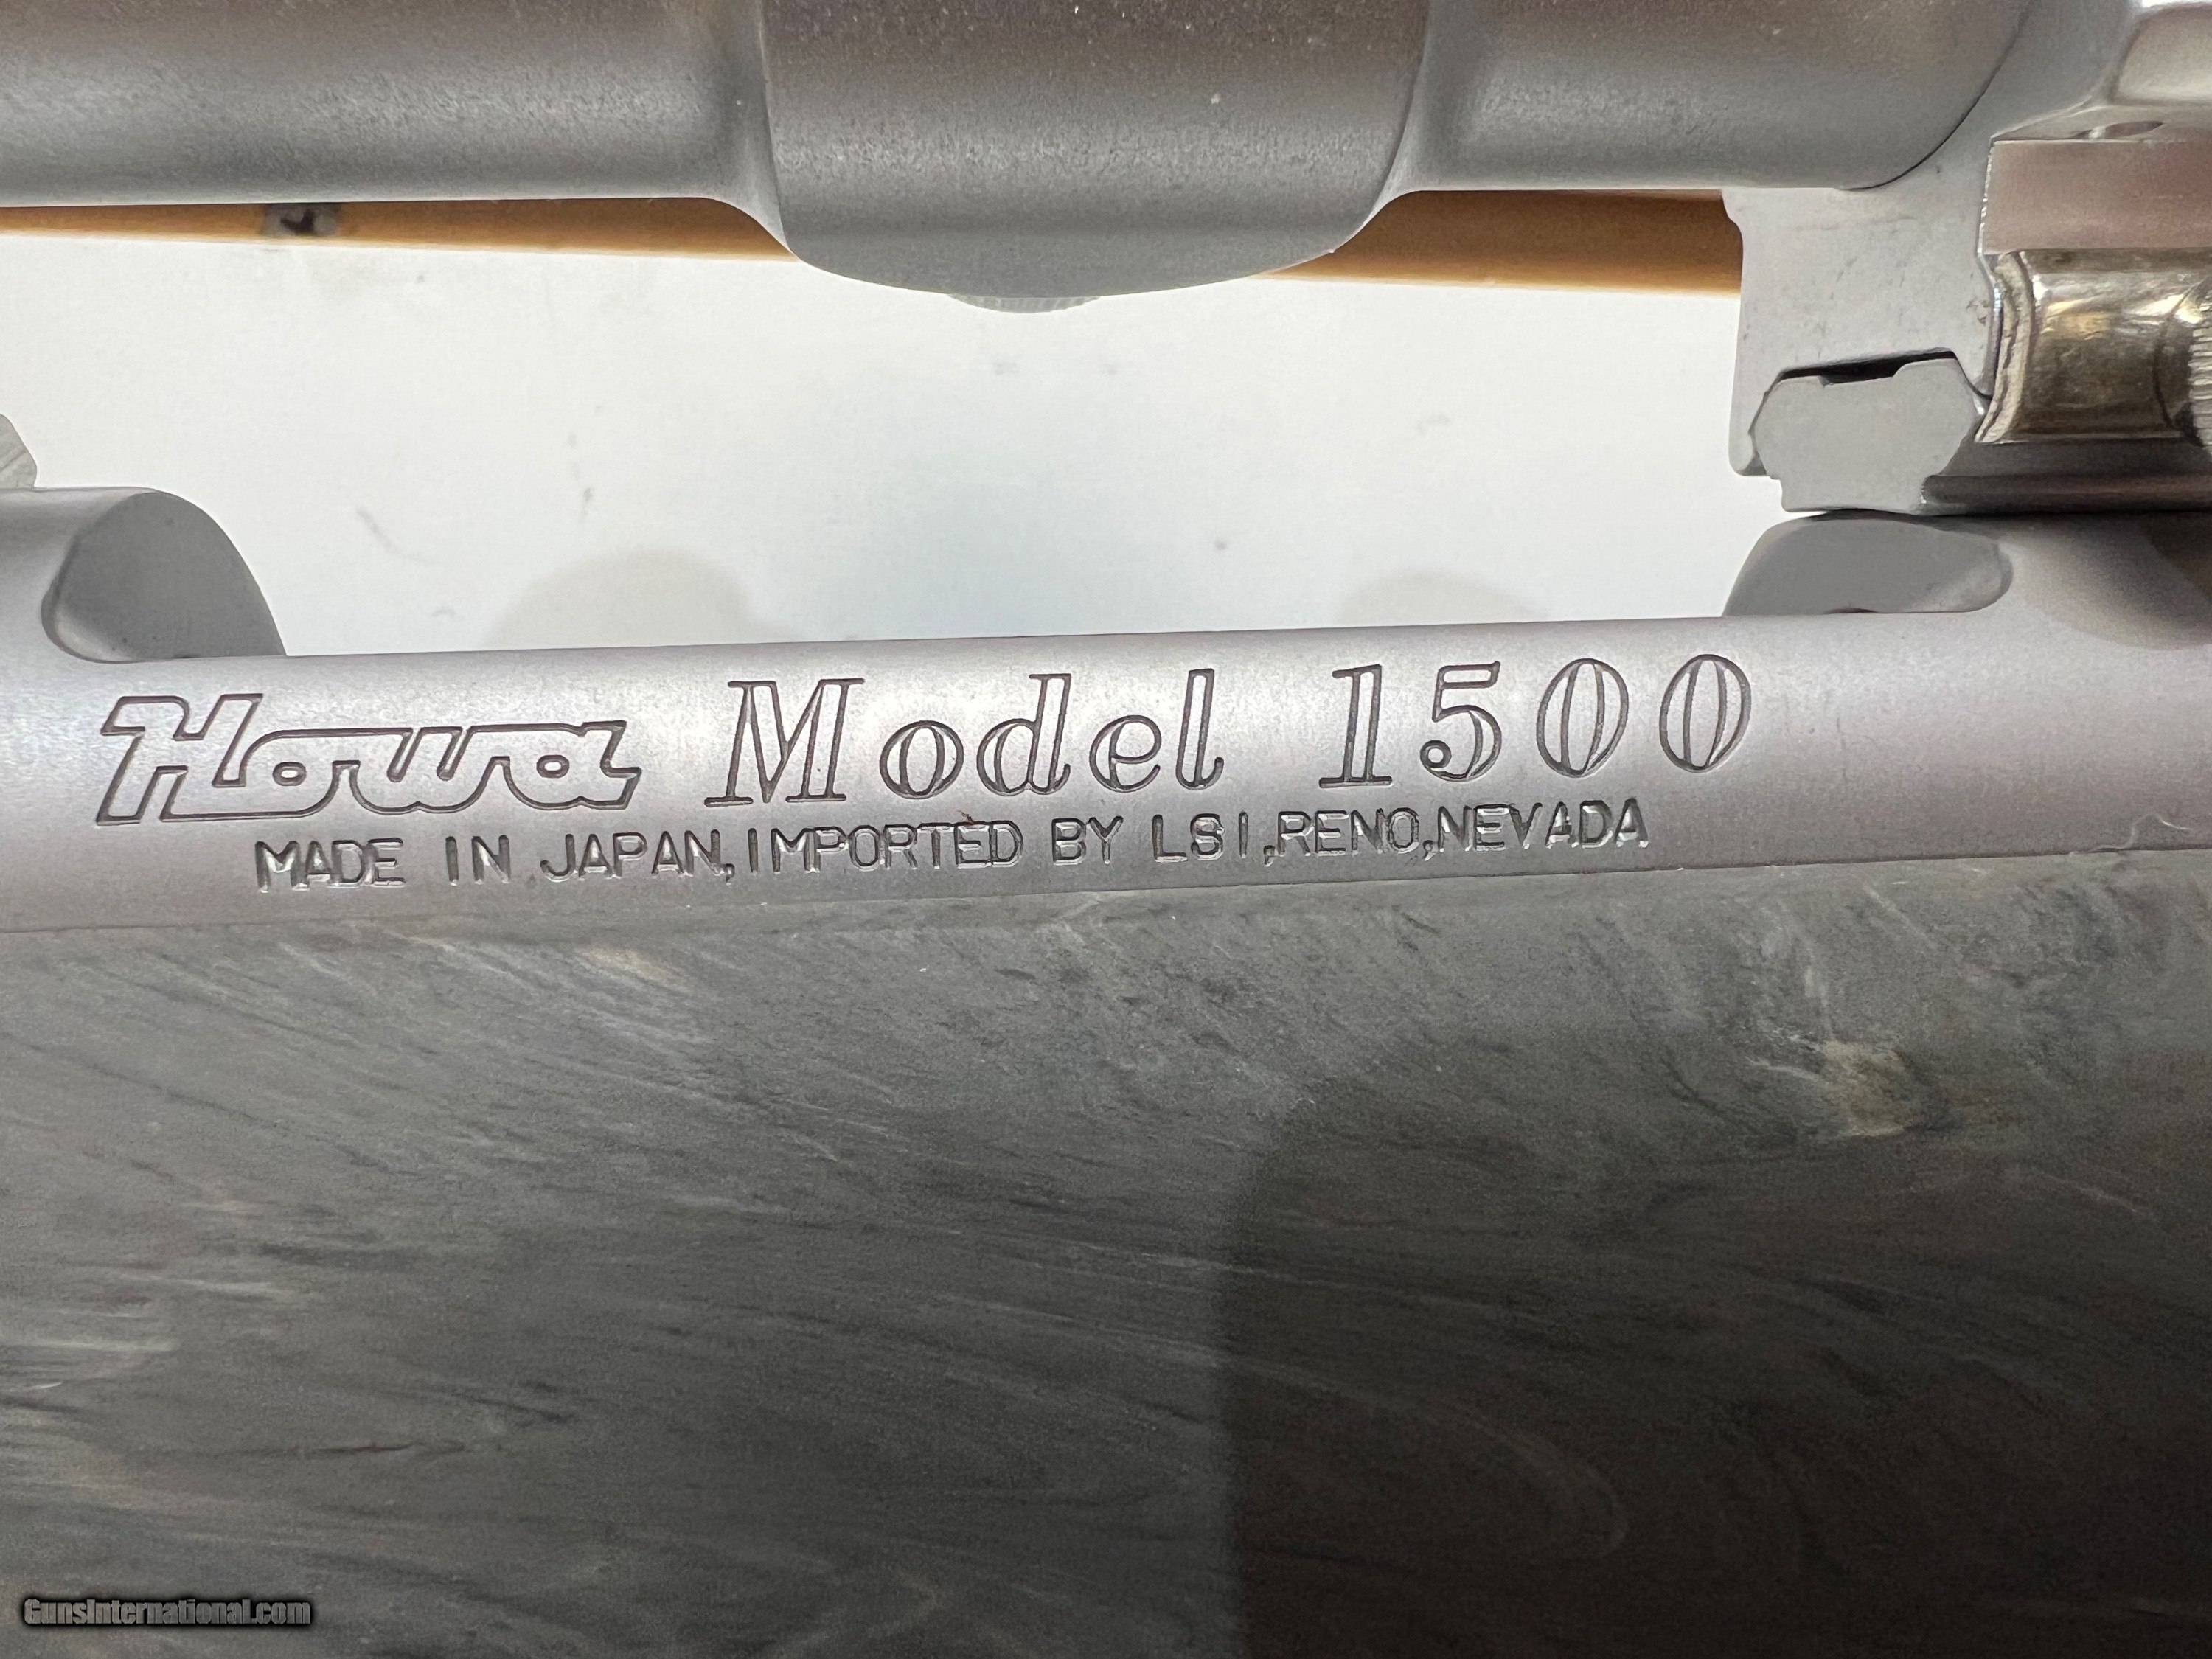 Howa Model 1500
MADE IN JAPAN,IMPORTED BY LSI,RENO,NEVADA
GunsInternational.com